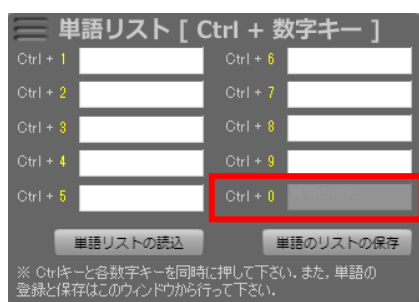 単語リスト [ Ctrl + 数字キー ]
Ctrl + 1
Ctrl + 6
Ctrl + 2
Ctrl + 7
Ctrl + 3
Ctrl + 8
Ctrl + 4
Ctrl + 9
Ctrl + 5
Ctrl + 0
単語リストの読込
単語のリストの保存
※ Ctrlキーと各数字キーを同時に押して下さい. また, 単語の
登録と保存はこのウィンドウから行って下さい.